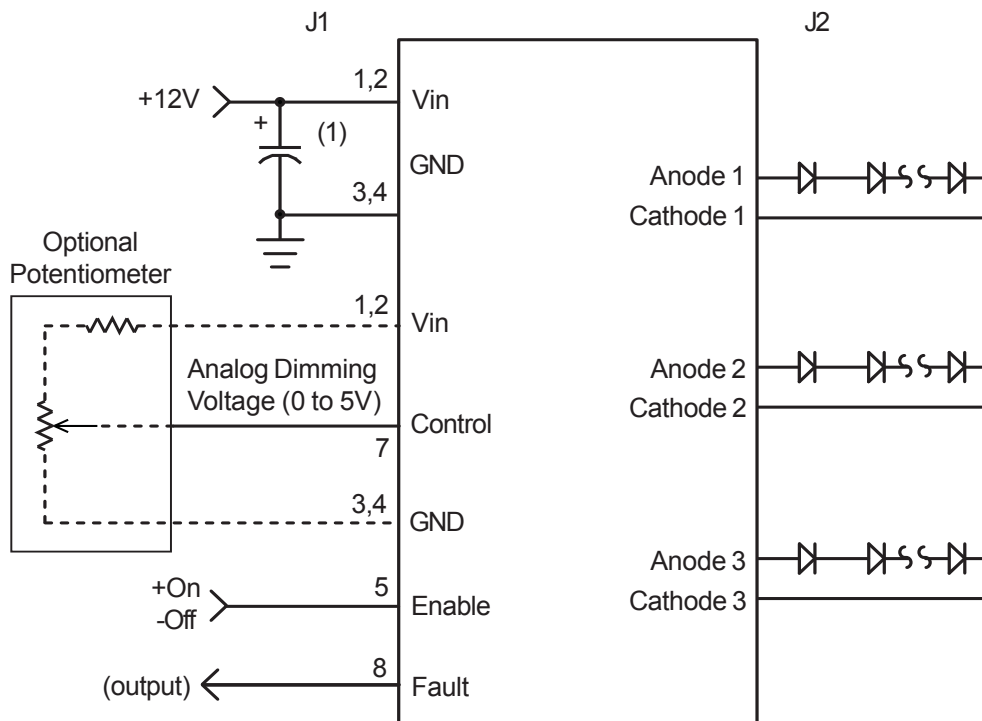 J1
J2
+12V
1,2
Vin
+
(1)
GND
3,4
Anode 1
Cathode 1
Optional
Potentiometer
1,2
Vin
Analog Dimming
Voltage (0 to 5V)
Control
7
3,4
GND
Anode 2
Cathode 2
+On
-Off
5
Enable
Anode 3
Cathode 3
(output)
8
Fault